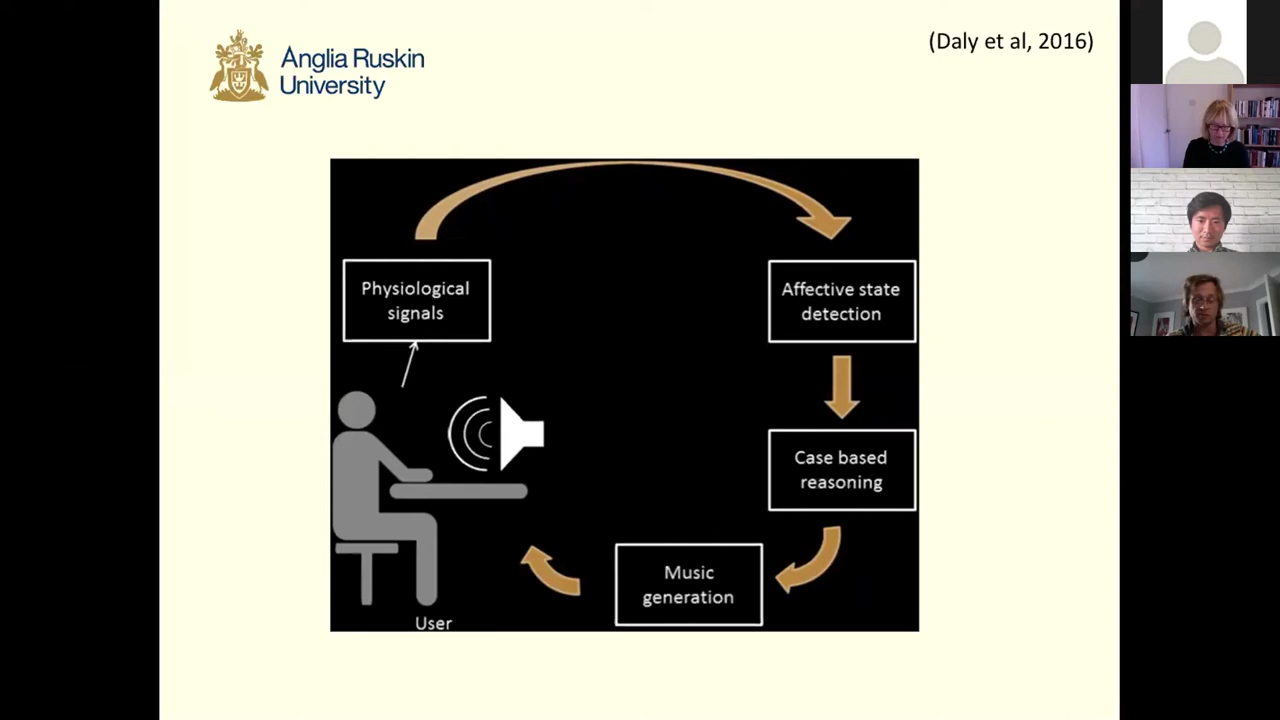 Anglia Ruskin
University
(Daly et al, 2016)
Physiological
signals
Affective state
detection
Case based
reasoning
Music
generation
User